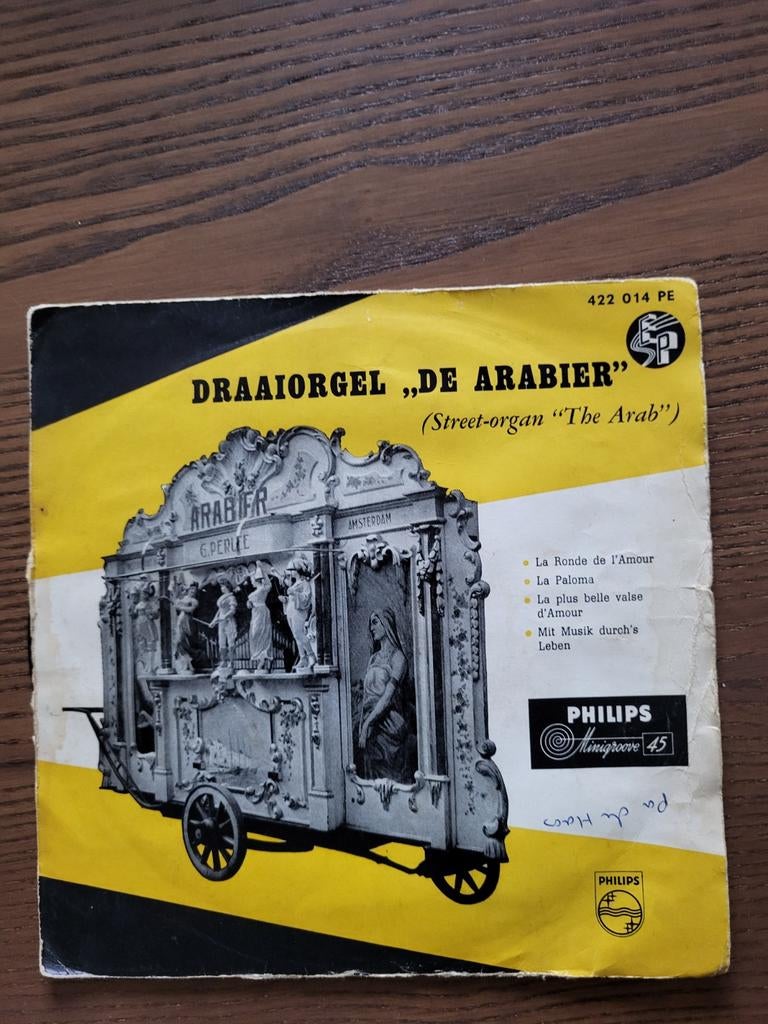 422 014 PE
EP
DRAAIORGEL „DE ARABIER”
(Street-organ “The Arab”)
ARABIER
G.PERLEE
AMSTERDAM
La Ronde de l'Amour
La Paloma
La plus belle valse
d'Amour
Mit Musik durch's
Leben
PHILIPS
Minigroove 45
PHILIPS